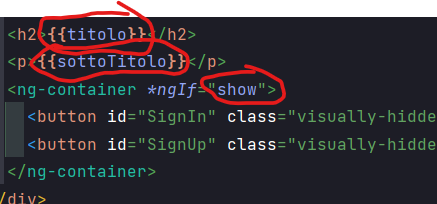 <h2>{{titolo}}</h2>
<p>{{sottoTitolo}}</p>
<ng-container *ngIf="show">
<button id="SignIn" class="visually-hidde
<button id="SignUp" class="visually-hidde
</ng-container>
/div>